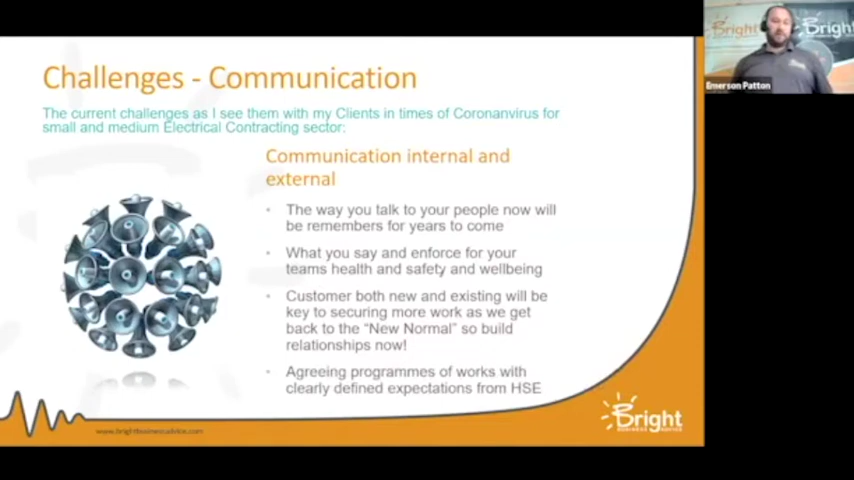 Challenges - Communication
The current challenges as I see them with my Clients in times of Coronanvirus for
small and medium Electrical Contracting sector:
Communication internal and
external
• The way you talk to your people now will
be remembers for years to come
• What you say and enforce for your
teams health and safety and wellbeing
• Customer both new and existing will be
key to securing more work as we get
back to the “New Normal” so build
relationships now!
• Agreeing programmes of works with
clearly defined expectations from HSE
www.brightbusinessadvice.com
Bright
BUSINESS ADVICE
Bright
Bright
Emerson Patton